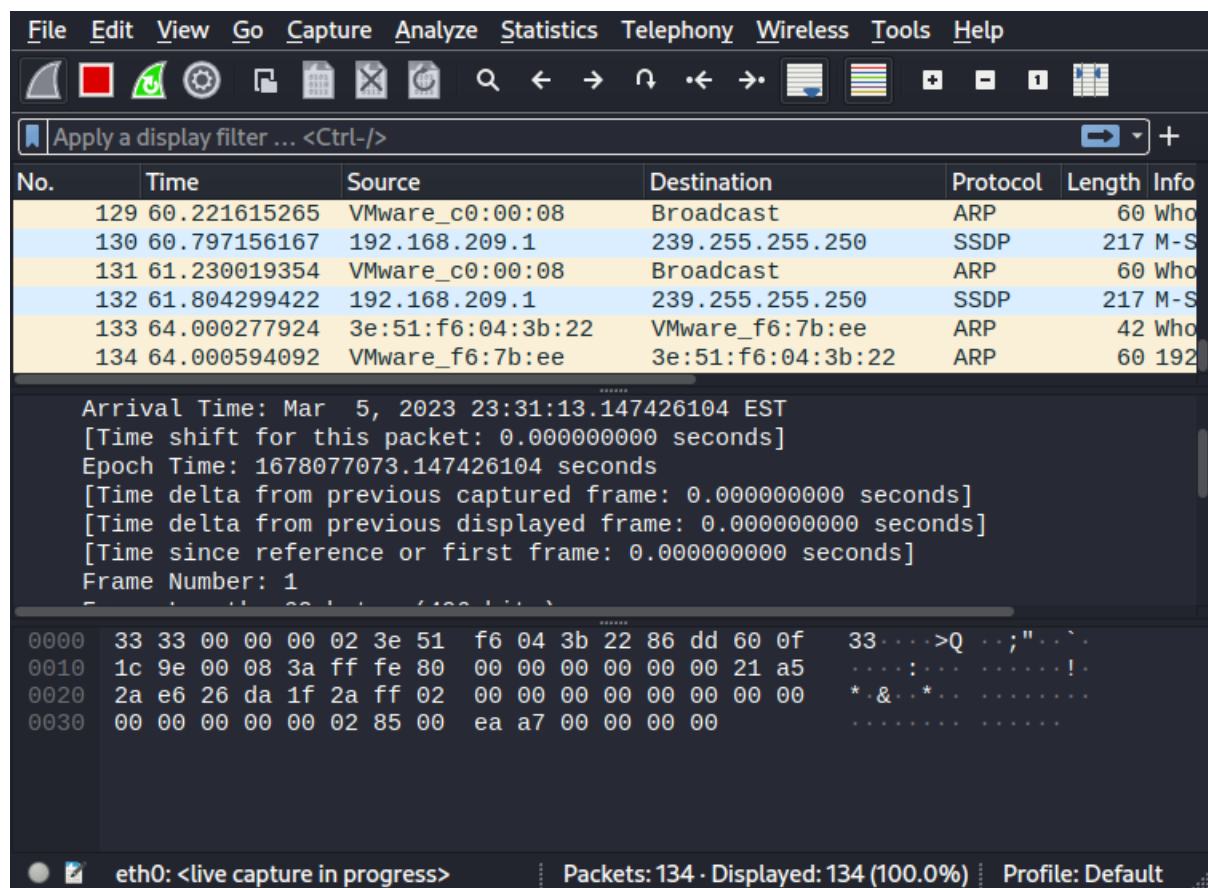 File Edit View Go Capture Analyze Statistics Telephony Wireless Tools Help
Apply a display filter … <Ctrl-/>
No. Time Source Destination Protocol Length Info
129 60.221615265 VMware_c0:00:08 Broadcast ARP 60 Who
130 60.797156167 192.168.209.1 239.255.255.250 SSDP 217 M-S
131 61.230019354 VMware_c0:00:08 Broadcast ARP 60 Who
132 61.804299422 192.168.209.1 239.255.255.250 SSDP 217 M-S
133 64.000277924 3e:51:f6:04:3b:22 VMware_f6:7b:ee ARP 42 Who
134 64.000594092 VMware_f6:7b:ee 3e:51:f6:04:3b:22 ARP 60 192
Arrival Time: Mar  5, 2023 23:31:13.147426104 EST
[Time shift for this packet: 0.000000000 seconds]
Epoch Time: 1678077073.147426104 seconds
[Time delta from previous captured frame: 0.000000000 seconds]
[Time delta from previous displayed frame: 0.000000000 seconds]
[Time since reference or first frame: 0.000000000 seconds]
Frame Number: 1
0000 33 33 00 00 00 02 3e 51 f6 04 3b 22 86 dd 60 0f 33····>Q ··;"··`·
0010 1c 9e 00 08 3a ff fe 80 00 00 00 00 00 00 21 a5 ····:··· ······!·
0020 2a e6 26 da 1f 2a ff 02 00 00 00 00 00 00 00 00 *·&··*·· ········
0030 00 00 00 00 00 02 85 00 ea a7 00 00 00 00 ········ ······
eth0: <live capture in progress> Packets: 134 · Displayed: 134 (100.0%) Profile: Default